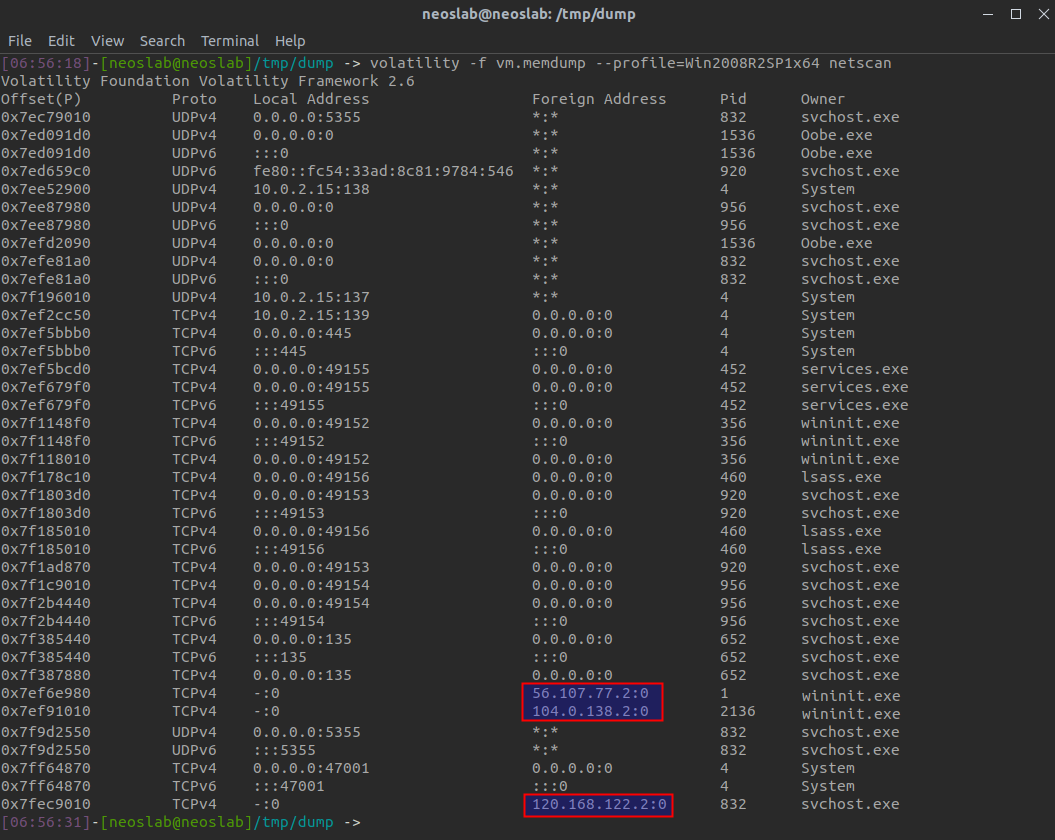 neoslab@neoslab: /tmp/dump
File Edit View Search Terminal Help
[06:56:18]-[neoslab@neoslab]/tmp/dump -> volatility -f vm.memdump --profile=Win2008R2SP1x64 netscan
Volatility Foundation Volatility Framework 2.6
Offset(P) Proto Local Address Foreign Address Pid Owner
0x7ec79010 UDPv4 0.0.0.0:5355 *:* 832 svchost.exe
0x7ed091d0 UDPv4 0.0.0.0:0 *:* 1536 Oobe.exe
0x7ed091d0 UDPv6 :::0 *:* 1536 Oobe.exe
0x7ed659c0 UDPv6 fe80::fc54:33ad:8c81:9784:546 *:* 920 svchost.exe
0x7ee52900 UDPv4 10.0.2.15:138 *:* 4 System
0x7ee87980 UDPv4 0.0.0.0:0 *:* 956 svchost.exe
0x7ee87980 UDPv6 :::0 *:* 956 svchost.exe
0x7efd2090 UDPv4 0.0.0.0:0 *:* 1536 Oobe.exe
0x7efe81a0 UDPv4 0.0.0.0:0 *:* 832 svchost.exe
0x7efe81a0 UDPv6 :::0 *:* 832 svchost.exe
0x7f196010 UDPv4 10.0.2.15:137 *:* 4 System
0x7ef2cc50 TCPv4 10.0.2.15:139 0.0.0.0:0 4 System
0x7ef5bbb0 TCPv4 0.0.0.0:445 0.0.0.0:0 4 System
0x7ef5bbb0 TCPv6 :::445 :::0 4 System
0x7ef5bcd0 TCPv4 0.0.0.0:49155 0.0.0.0:0 452 services.exe
0x7ef679f0 TCPv4 0.0.0.0:49155 0.0.0.0:0 452 services.exe
0x7ef679f0 TCPv6 :::49155 :::0 452 services.exe
0x7f1148f0 TCPv4 0.0.0.0:49152 0.0.0.0:0 356 wininit.exe
0x7f1148f0 TCPv6 :::49152 :::0 356 wininit.exe
0x7f118010 TCPv4 0.0.0.0:49152 0.0.0.0:0 356 wininit.exe
0x7f178c10 TCPv4 0.0.0.0:49156 0.0.0.0:0 460 lsass.exe
0x7f1803d0 TCPv4 0.0.0.0:49153 0.0.0.0:0 920 svchost.exe
0x7f1803d0 TCPv6 :::49153 :::0 920 svchost.exe
0x7f185010 TCPv4 0.0.0.0:49156 0.0.0.0:0 460 lsass.exe
0x7f185010 TCPv6 :::49156 :::0 460 lsass.exe
0x7f1ad870 TCPv4 0.0.0.0:49153 0.0.0.0:0 920 svchost.exe
0x7f1c9010 TCPv4 0.0.0.0:49154 0.0.0.0:0 956 svchost.exe
0x7f2b4440 TCPv4 0.0.0.0:49154 0.0.0.0:0 956 svchost.exe
0x7f2b4440 TCPv6 :::49154 :::0 956 svchost.exe
0x7f385440 TCPv4 0.0.0.0:135 0.0.0.0:0 652 svchost.exe
0x7f385440 TCPv6 :::135 :::0 652 svchost.exe
0x7f387880 TCPv4 0.0.0.0:135 0.0.0.0:0 652 svchost.exe
0x7ef6e980 TCPv4 -:0 56.107.77.2:0 1 wininit.exe
0x7ef91010 TCPv4 -:0 104.0.138.2:0 2136 wininit.exe
0x7f9d2550 UDPv4 0.0.0.0:5355 *:* 832 svchost.exe
0x7f9d2550 UDPv6 :::5355 *:* 832 svchost.exe
0x7ff64870 TCPv4 0.0.0.0:47001 0.0.0.0:0 4 System
0x7ff64870 TCPv6 :::47001 :::0 4 System
0x7fec9010 TCPv4 -:0 120.168.122.2:0 832 svchost.exe
[06:56:31]-[neoslab@neoslab]/tmp/dump ->